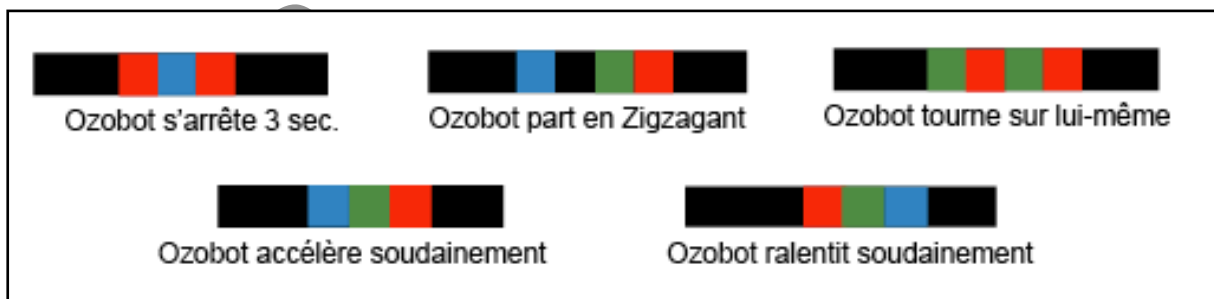 Ozobot s'arrête 3 sec.
Ozobot part en Zigzagant
Ozobot tourne sur lui-même
Ozobot accélère soudainement
Ozobot ralentit soudainement